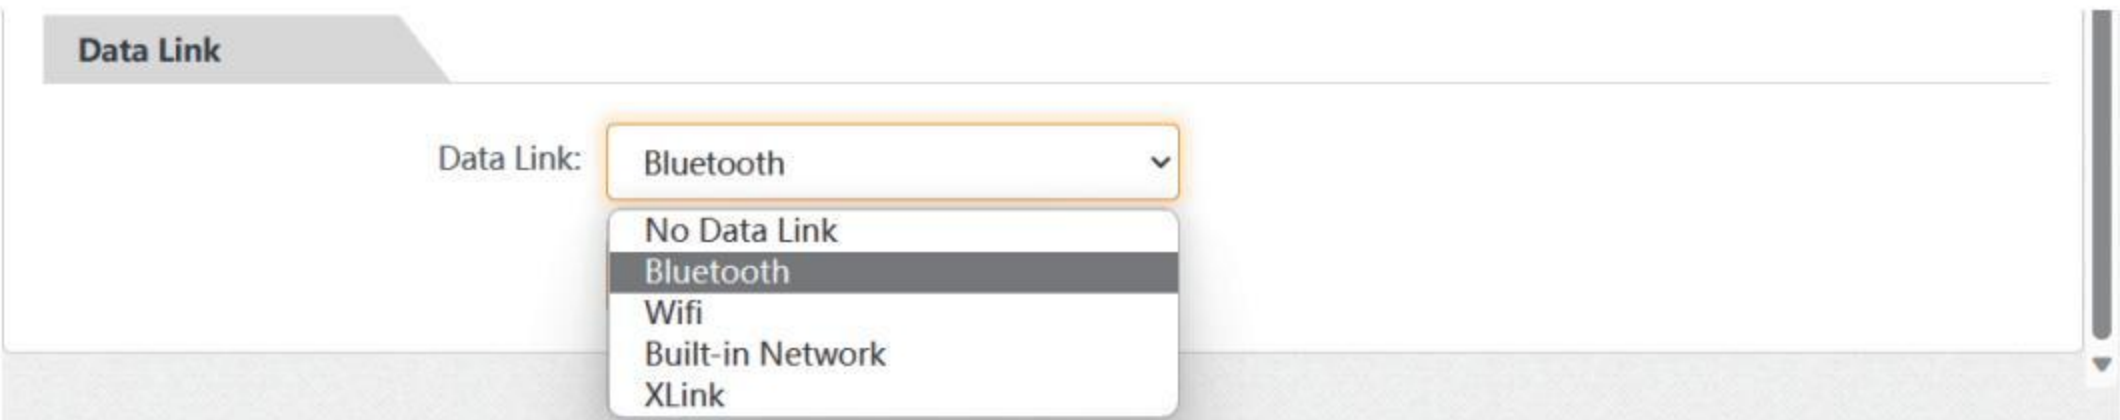 Data Link
Data Link: Bluetooth
No Data Link
Bluetooth
Wifi
Built-in Network
XLink